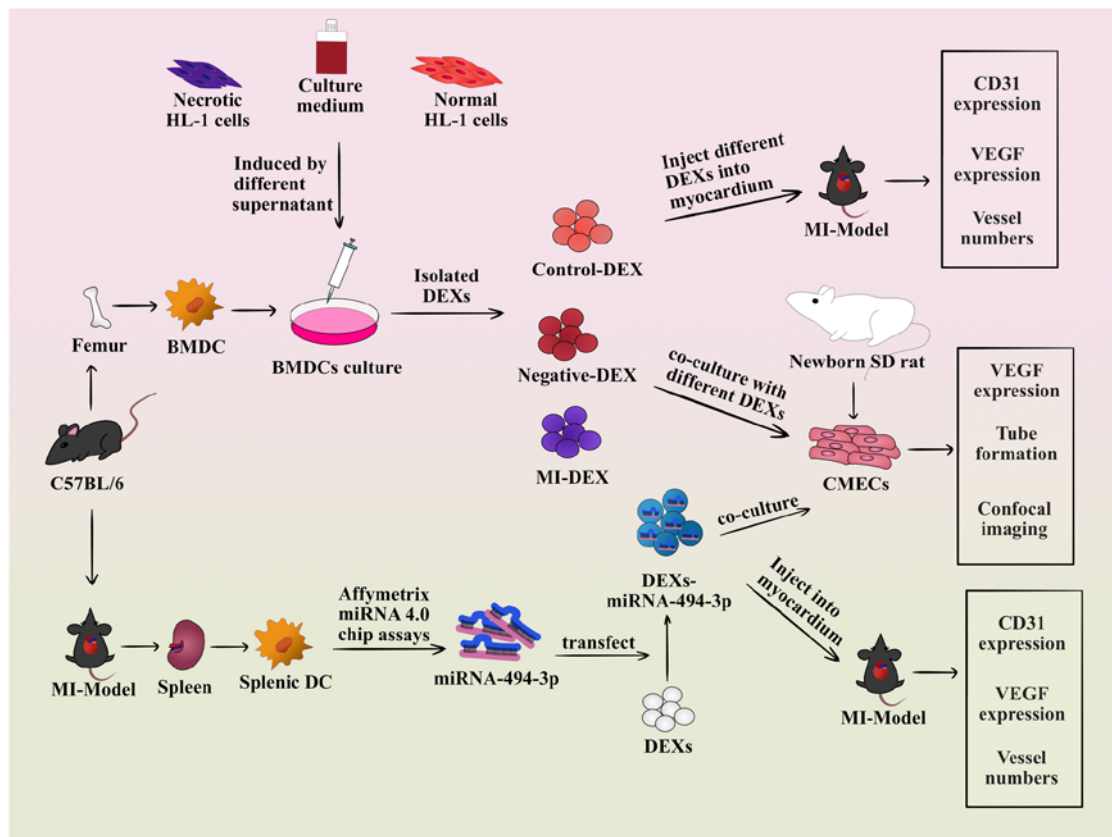 Necrotic
HL-1 cells
Culture
medium
Normal
HL-1 cells
Induced by
different
supernatant
Femur
BMDC
BMDCs culture
Isolated
DEXs
Control-DEX
Negative-DEX
MI-DEX
Inject different
DEXs into
myocardium
MI-Model
CD31
expression
VEGF
expression
Vessel
numbers
Newborn SD rat
co-culture with
different DEXs
CMECs
VEGF
expression
Tube
formation
Confocal
imaging
C57BL/6
MI-Model
Spleen
Splenic DC
Affymetrix
miRNA 4.0
chip assays
miRNA-494-3p
transfect
DEXs-
miRNA-494-3p
DEXs
co-culture
Inject into
myocardium
MI-Model
CD31
expression
VEGF
expression
Vessel
numbers